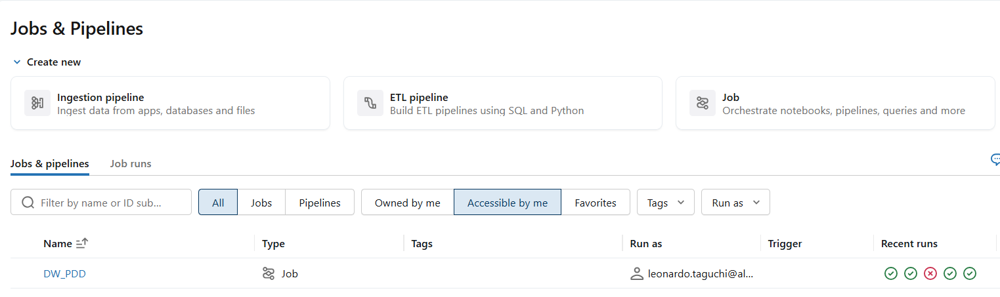 Jobs & Pipelines
Create new
Ingestion pipeline
Ingest data from apps, databases and files
ETL pipeline
Build ETL pipelines using SQL and Python
Job
Orchestrate notebooks, pipelines, queries and more
Jobs & pipelines Job runs
Filter by name or ID sub... All Jobs Pipelines Owned by me Accessible by me Favorites Tags Run as
Name Type Tags Run as Trigger Recent runs
DW_PDD Job leonardo.taguchi@al...